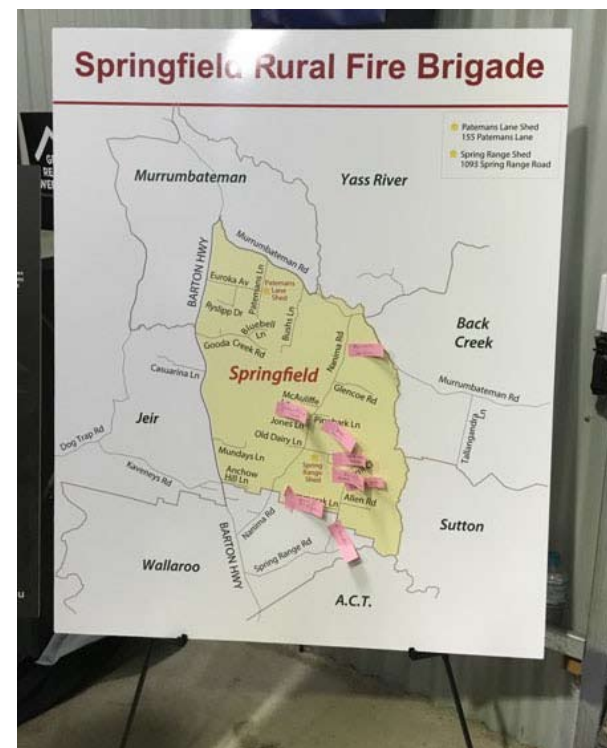 Springfield Rural Fire Brigade
Patemans Lane Shed
155 Patemans Lane
Spring Range Shed
1093 Spring Range Road
Murrumbateman
Yass River
BARTON HWY
Murrumbateman Rd
Euroka Av
Patemans Ln
Patemans
Lane
Shed
Ryslipp Dr
Bluebell
Ln
Bushs Ln
Gooda Creek Rd
Nanima Rd
Back
Creek
Casuarina Ln
Springfield
Glencoe Rd
Murrumbateman Rd
Tallangandra
Ln
McAuliffe
Jeir
Jones Ln
Old Dairy Ln
Dog Trap Rd
Kaveneys Rd
Mundays Ln
Spring
Range
Shed
Anchow
Hill Ln
Allen Rd
Sutton
BARTON HWY
Nanima Rd
Spring Range Rd
Wallaroo
A.C.T.